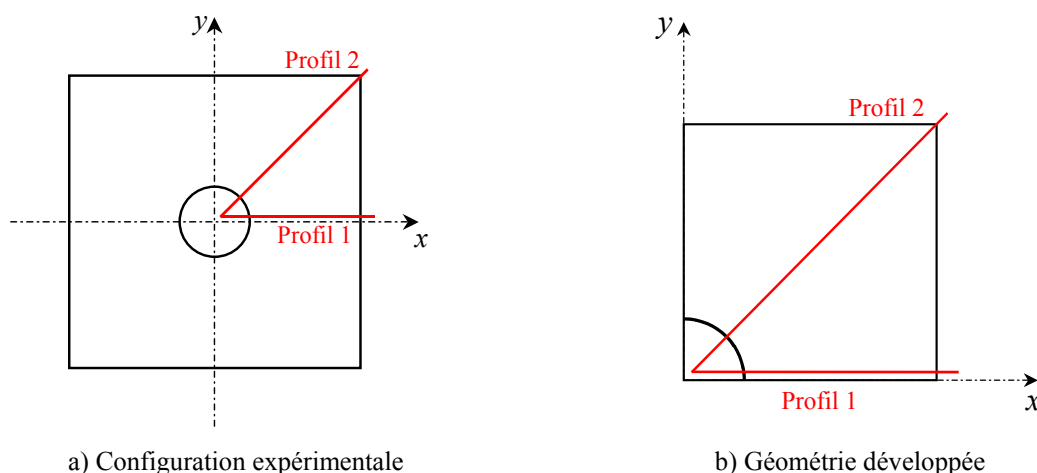 y
Profil 2
Profil 1
x
a) Configuration expérimentale
y
Profil 2
Profil 1
x
b) Géométrie développée